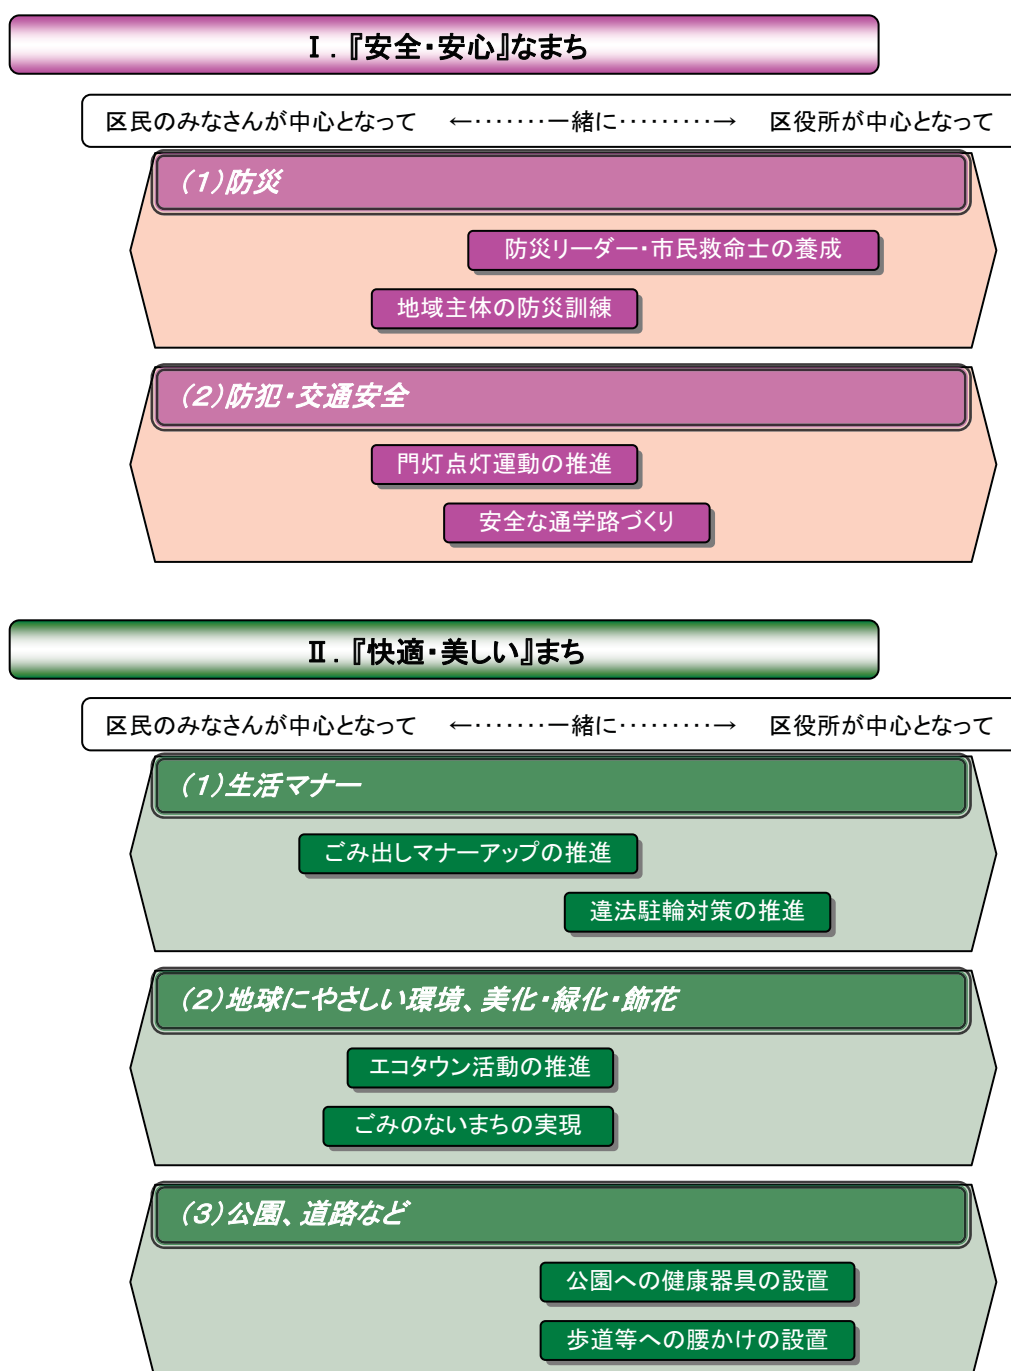 Ⅰ．『安全・安心』なまち
区民のみなさんが中心となって ←‥‥‥‥一緒に‥‥‥‥‥→ 区役所が中心となって
（１）防災
防災リーダー・市民救命士の養成
地域主体の防災訓練
（２）防犯・交通安全
門灯点灯運動の推進
安全な通学路づくり
Ⅱ．『快適・美しい』まち
区民のみなさんが中心となって ←‥‥‥‥一緒に‥‥‥‥‥→ 区役所が中心となって
（１）生活マナー
ごみ出しマナーアップの推進
違法駐輪対策の推進
（２）地球にやさしい環境、美化・緑化・飾花
エコタウン活動の推進
ごみのないまちの実現
（３）公園、道路など
公園への健康器具の設置
歩道等への腰かけの設置